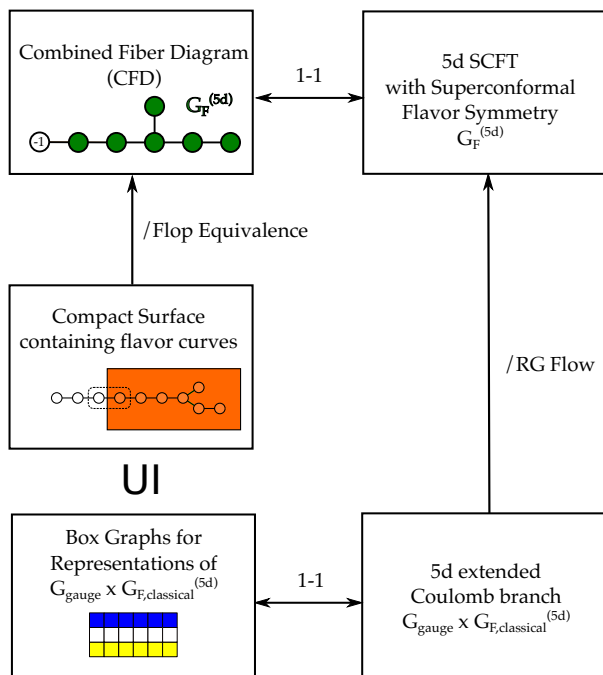 Combined Fiber Diagram
(CFD)
G_F^(5d)
-1
1-1
5d SCFT
with Superconformal
Flavor Symmetry
G_F^(5d)
/Flop Equivalence
Compact Surface
containing flavor curves
/RG Flow
UI
Box Graphs for
Representations of
G_gauge x G_F,classical^(5d)
1-1
5d extended
Coulomb branch
G_gauge x G_F,classical^(5d)